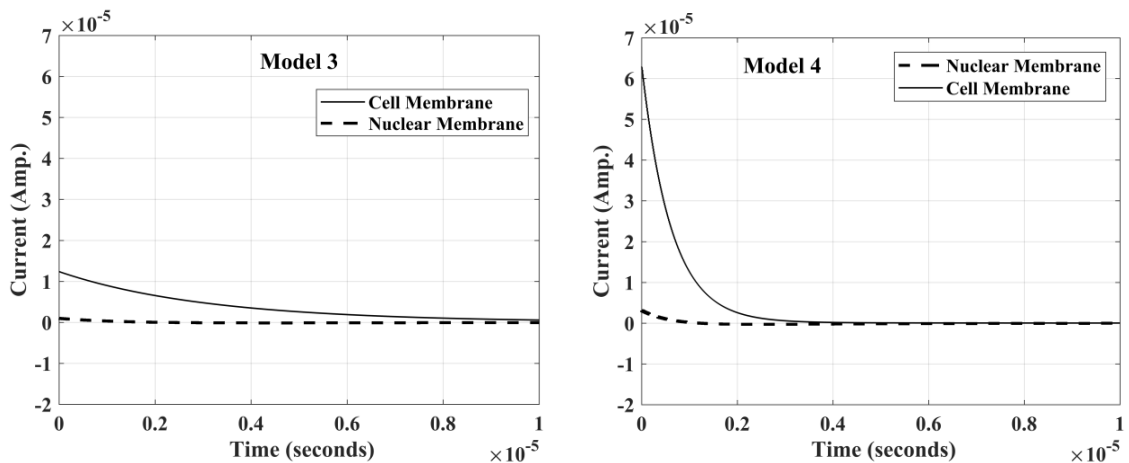 ×10⁻⁵
7
6
5
4
3
2
1
0
-1
-2
Current (Amp.)
Model 3
Cell Membrane
Nuclear Membrane
0 0.2 0.4 0.6 0.8 1
Time (seconds) ×10⁻⁵
×10⁻⁵
7
6
5
4
3
2
1
0
-1
-2
Current (Amp.)
Model 4
Nuclear Membrane
Cell Membrane
0 0.2 0.4 0.6 0.8 1
Time (seconds) ×10⁻⁵